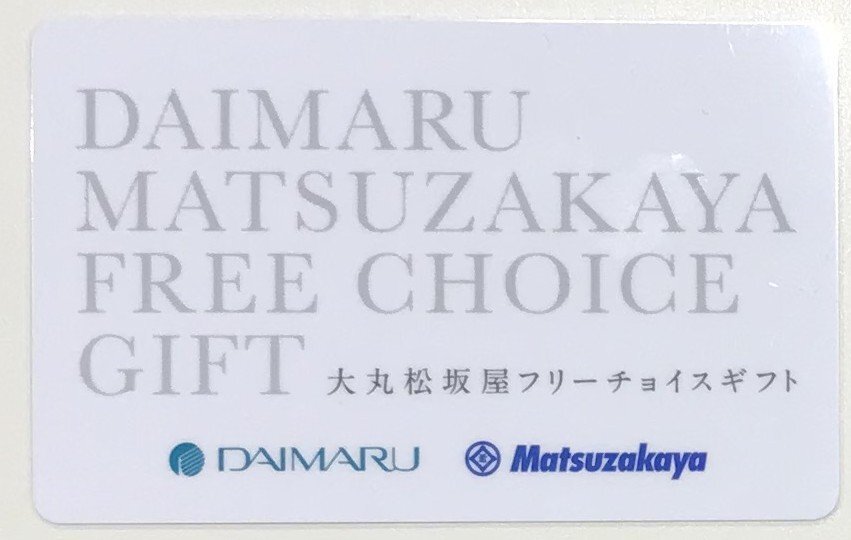 DAIMARU
MATSUZAKAYA
FREE CHOICE
GIFT 大丸松坂屋フリーチョイスギフト
DAIMARU Matsuzakaya